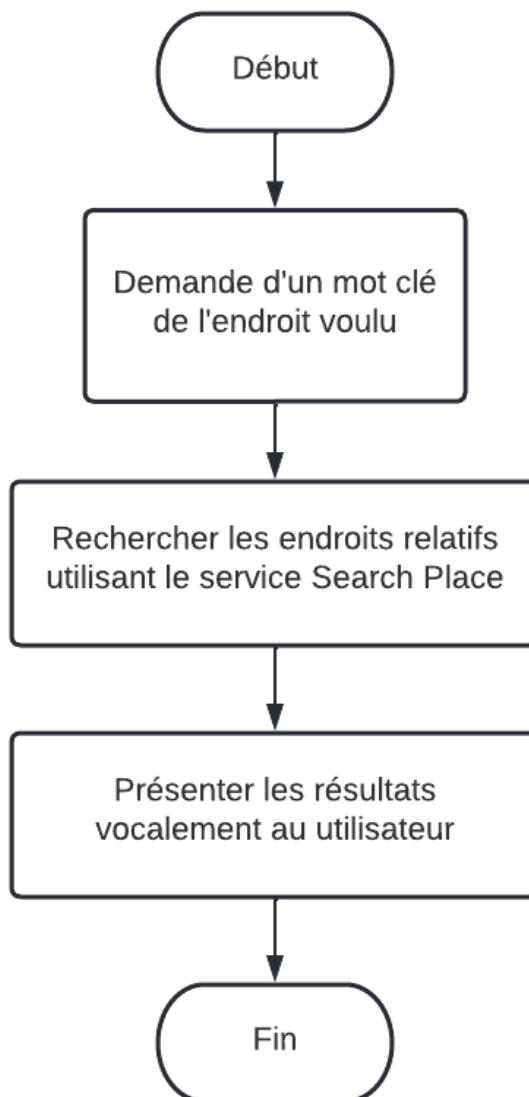 Début
Demande d'un mot clé
de l'endroit voulu
Rechercher les endroits relatifs
utilisant le service Search Place
Présenter les résultats
vocalement au utilisateur
Fin